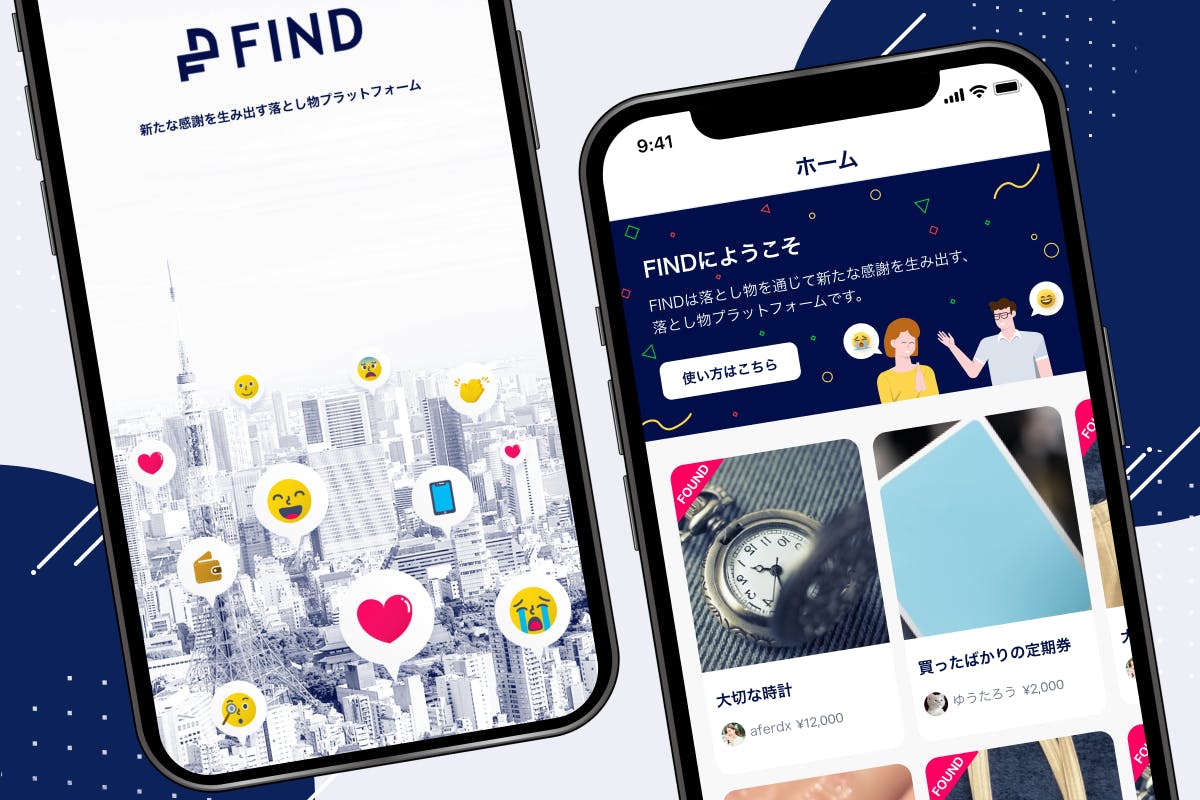 FIND
新たな感謝を生み出す落とし物プラットフォーム
9:41
ホーム
FINDにようこそ
FINDは落とし物を通じて新たな感謝を生み出す、
落とし物プラットフォームです。
使い方はこちら
FOUND
大切な時計
aferdx ¥12,000
買ったばかりの定期券
ゆうたろう ¥2,000
FOUND